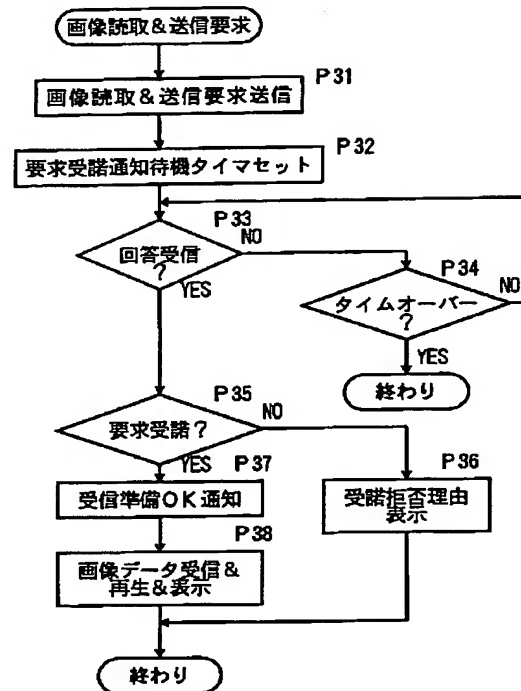 画像読取&送信要求
P31
画像読取&送信要求送信
P32
要求受諾通知待機タイマセット
P33
回答受信
?
NO
YES
P34
タイムオーバー
?
NO
YES
終わり
P35
要求受諾?
NO
YES
P37
受信準備OK通知
P36
受諾拒否理由
表示
P38
画像データ受信&
再生&表示
終わり